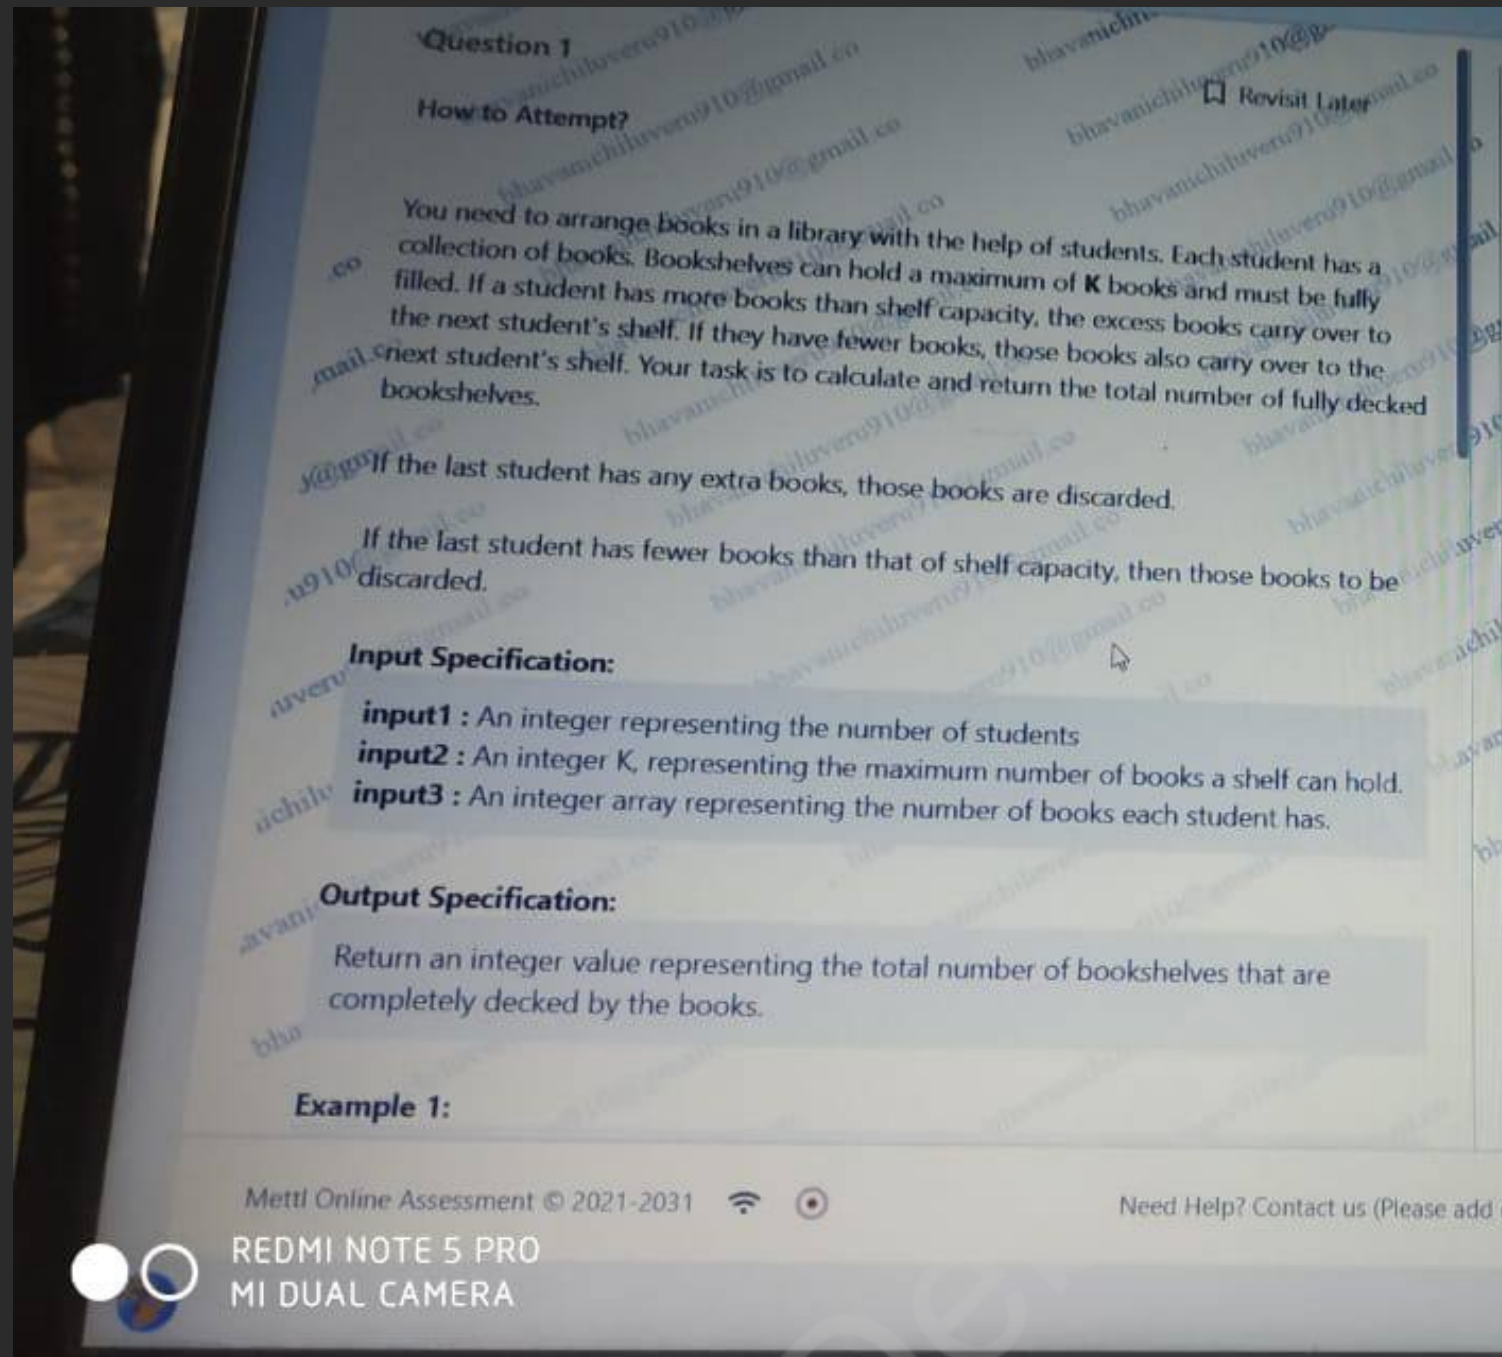 Question 1
Revisit Later
How to Attempt?
You need to arrange books in a library with the help of students. Each student has a
collection of books. Bookshelves can hold a maximum of K books and must be fully
filled. If a student has more books than shelf capacity, the excess books carry over to
the next student's shelf. If they have fewer books, those books also carry over to the
next student's shelf. Your task is to calculate and return the total number of fully decked
bookshelves.
If the last student has any extra books, those books are discarded.
If the last student has fewer books than that of shelf capacity, then those books to be
discarded.
Input Specification:
input1 : An integer representing the number of students
input2 : An integer K, representing the maximum number of books a shelf can hold.
input3 : An integer array representing the number of books each student has.
Output Specification:
Return an integer value representing the total number of bookshelves that are
completely decked by the books.
Example 1:
Mettl Online Assessment © 2021-2031
Need Help? Contact us (Please add
REDMI NOTE 5 PRO
MI DUAL CAMERA